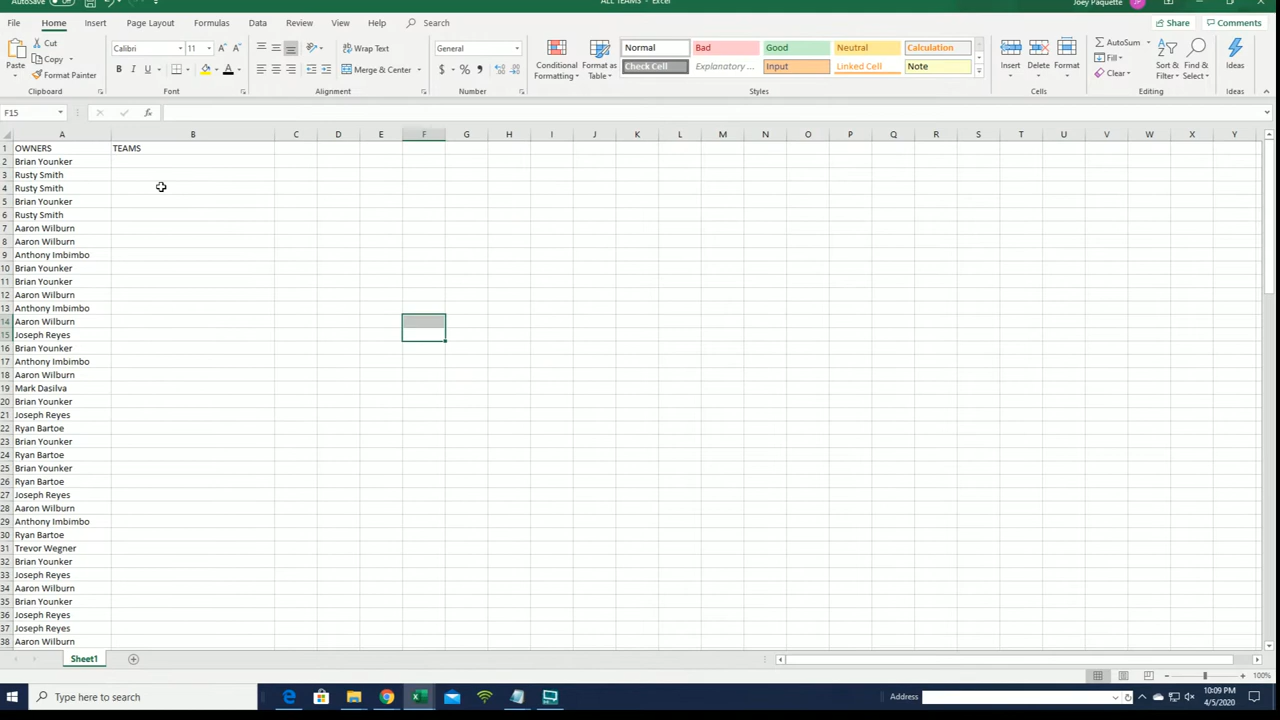 AutoSave
ALL TEAMS - Excel
Joey Paquette
JP
File Home Insert Page Layout Formulas Data Review View Help Search
Share Comments
Cut
Copy
Format Painter
Paste
Calibri 11
A A
B I U A
Wrap Text
Merge & Center
General
$ % ,
Conditional Formatting
Format as Table
Normal Bad Good Neutral Calculation
Check Cell Explanatory ... Input Linked Cell Note
Insert Delete Format
AutoSum
Fill
Clear
Sort & Filter
Find & Select
Ideas
Clipboard Font Alignment Number Styles Cells Editing Ideas
F15 fx
A B C D E F G H I J K L M N O P Q R S T U V W X Y
1 OWNERS TEAMS
2 Brian Younker
3 Rusty Smith
4 Rusty Smith
5 Brian Younker
6 Rusty Smith
7 Aaron Wilburn
8 Aaron Wilburn
9 Anthony Imbimbo
10 Brian Younker
11 Brian Younker
12 Aaron Wilburn
13 Anthony Imbimbo
14 Aaron Wilburn
15 Joseph Reyes
16 Brian Younker
17 Anthony Imbimbo
18 Aaron Wilburn
19 Mark Dasilva
20 Brian Younker
21 Joseph Reyes
22 Ryan Bartoe
23 Brian Younker
24 Ryan Bartoe
25 Brian Younker
26 Ryan Bartoe
27 Joseph Reyes
28 Aaron Wilburn
29 Anthony Imbimbo
30 Ryan Bartoe
31 Trevor Wegner
32 Brian Younker
33 Joseph Reyes
34 Aaron Wilburn
35 Brian Younker
36 Joseph Reyes
37 Joseph Reyes
38 Aaron Wilburn
Sheet1
100%
Type here to search
Address
10:09 PM
4/5/2020